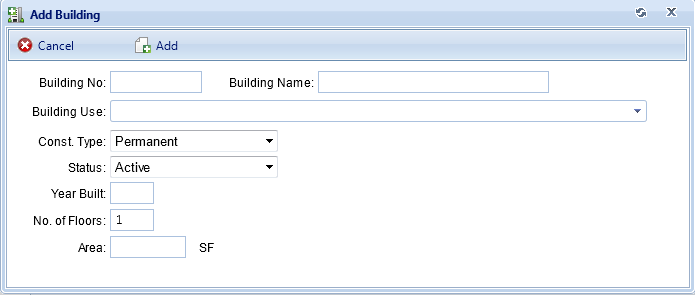 Add Building
Cancel Add
Building No: Building Name:
Building Use:
Const. Type: Permanent
Status: Active
Year Built:
No. of Floors: 1
Area: SF